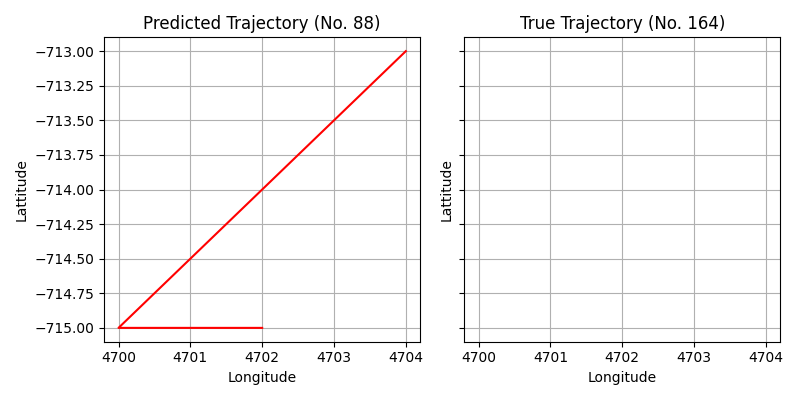 Predicted Trajectory (No. 88)
True Trajectory (No. 164)
−713.00
−713.25
−713.50
−713.75
−714.00
−714.25
−714.50
−714.75
−715.00
Lattitude
Lattitude
4700 4701 4702 4703 4704
4700 4701 4702 4703 4704
Longitude
Longitude